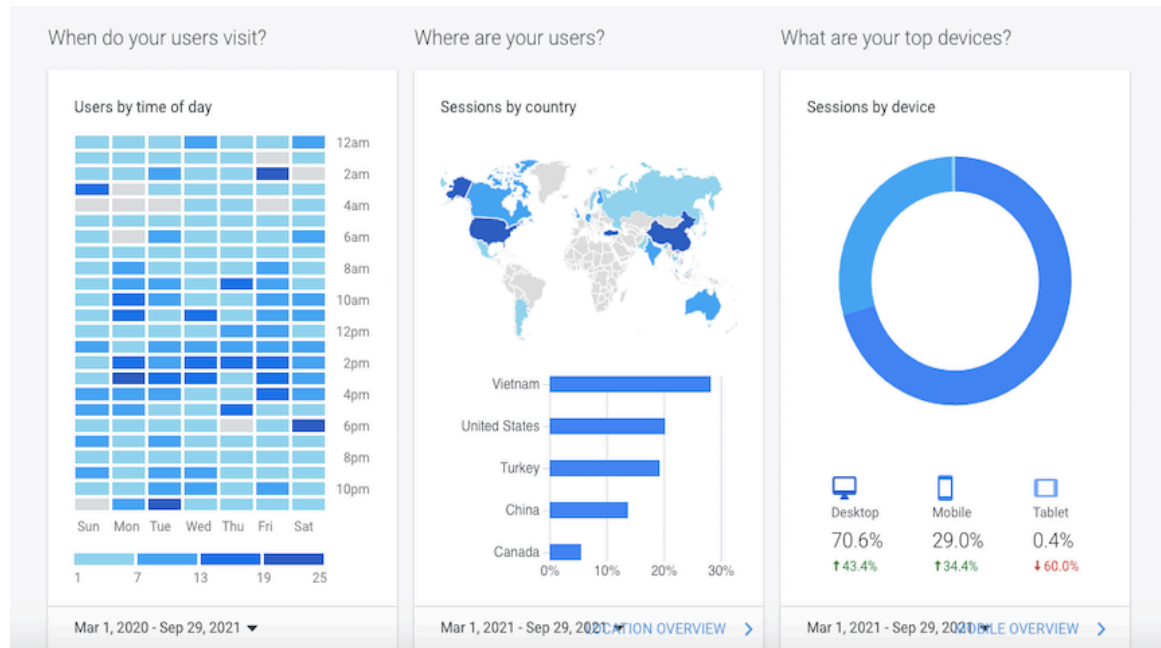 When do your users visit?
Users by time of day
12am
2am
4am
6am
8am
10am
12pm
2pm
4pm
6pm
8pm
10pm
Sun Mon Tue Wed Thu Fri Sat
1 7 13 19 25
Mar 1, 2020 - Sep 29, 2021
Where are your users?
Sessions by country
Vietnam
United States
Turkey
China
Canada
0% 10% 20% 30%
Mar 1, 2021 - Sep 29, 2021
LOCATION OVERVIEW
What are your top devices?
Sessions by device
Desktop Mobile Tablet
70.6% 29.0% 0.4%
43.4% 34.4% 60.0%
Mar 1, 2021 - Sep 29, 2021
MOBILE OVERVIEW